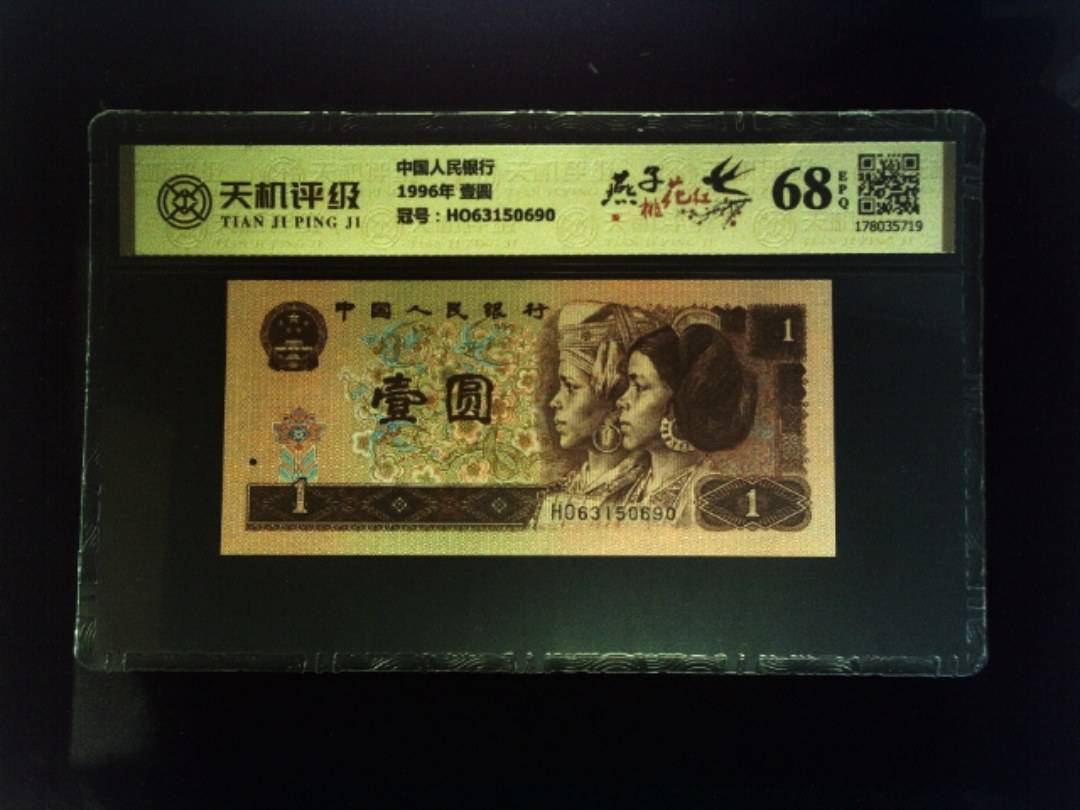 天机评级
TIAN JI PING JI
中国人民银行
1996年 壹圆
冠号：HO63150690
燕子
桃花红
68
EPQ
178035719
中国人民银行
1
壹圆
1
HO63150690
1